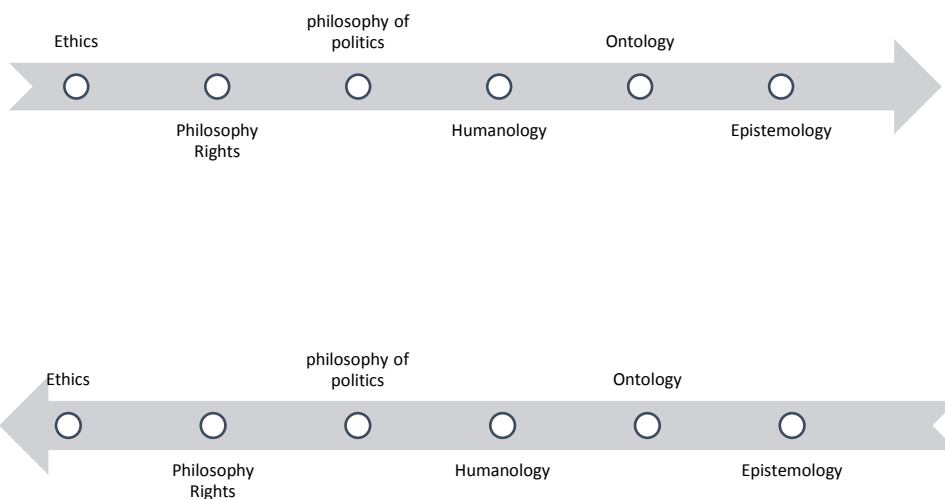 Ethics
philosophy of
politics
Ontology
Philosophy
Rights
Humanology
Epistemology
Ethics
philosophy of
politics
Ontology
Philosophy
Rights
Humanology
Epistemology